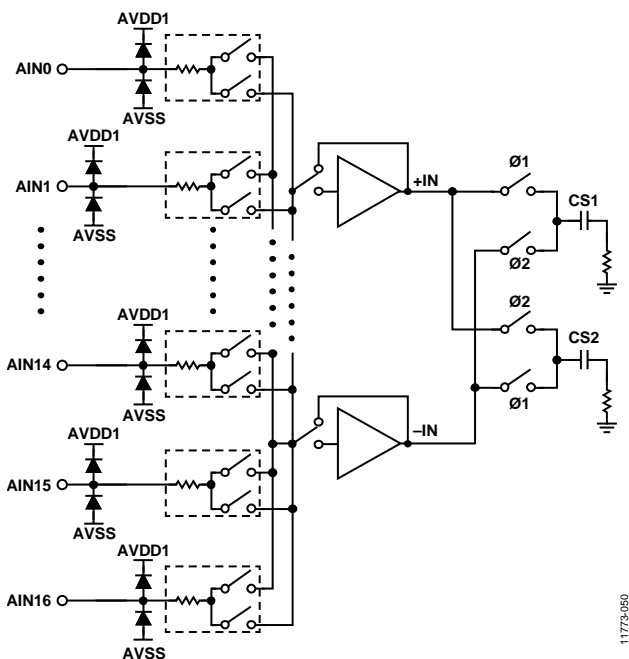 AVDD1
AIN0
AVSS
AVDD1
AIN1
AVSS
+IN
Ø1
CS1
Ø2
Ø2
CS2
Ø1
AVDD1
AIN14
AVSS
–IN
AVDD1
AIN15
AVSS
AVDD1
AIN16
AVSS
11773-050